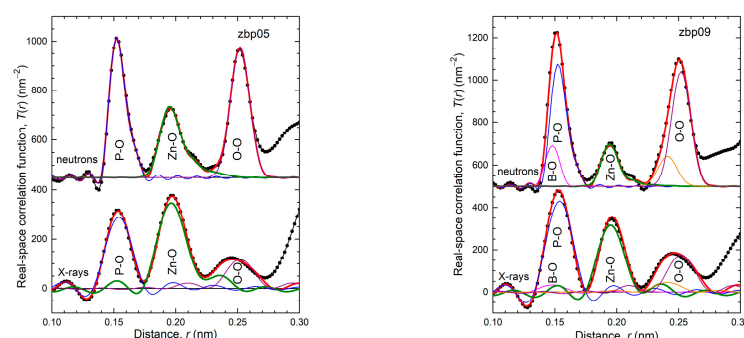 zbp05
Real-space correlation function, T(r) (nm⁻²)
1000
800
600
400
200
0
neutrons
P-O
Zn-O
O-O
X-rays
P-O
Zn-O
O-O
0.10 0.15 0.20 0.25 0.30
Distance, r (nm)
zbp09
Real-space correlation funcion, T(r) (nm⁻²)
1200
1000
800
600
400
200
0
neutrons
B-O
P-O
Zn-O
O-O
X-rays
B-O
P-O
Zn-O
O-O
0.10 0.15 0.20 0.25 0.3
Distance, r (nm)